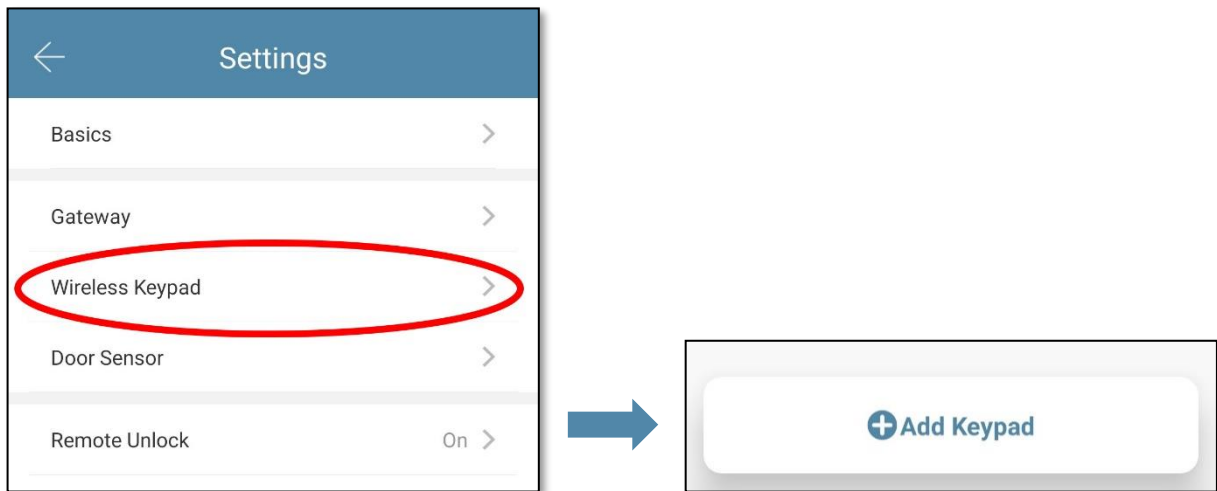 Settings
Basics
Gateway
Wireless Keypad
Door Sensor
Remote Unlock On
Add Keypad